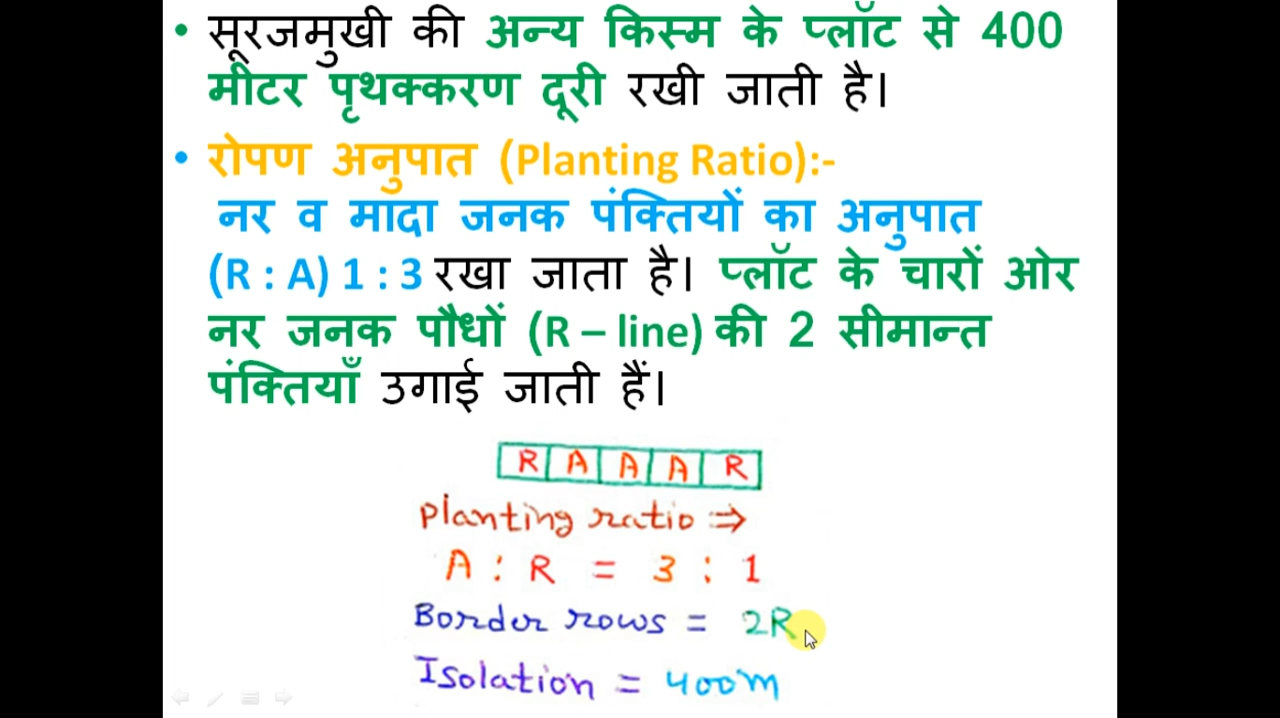 • सूरजमुखी की अन्य किस्म के प्लॉट से 400
मीटर पृथक्करण दूरी रखी जाती है।
• रोपण अनुपात (Planting Ratio):-
नर व मादा जनक पंक्तियों का अनुपात
(R : A) 1 : 3 रखा जाता है। प्लॉट के चारों ओर
नर जनक पौधों (R – line) की 2 सीमान्त
पंक्तियाँ उगाई जाती हैं।
R A A A R
Planting ratio ⇒
A : R = 3 : 1
Border rows = 2R
Isolation = 400m